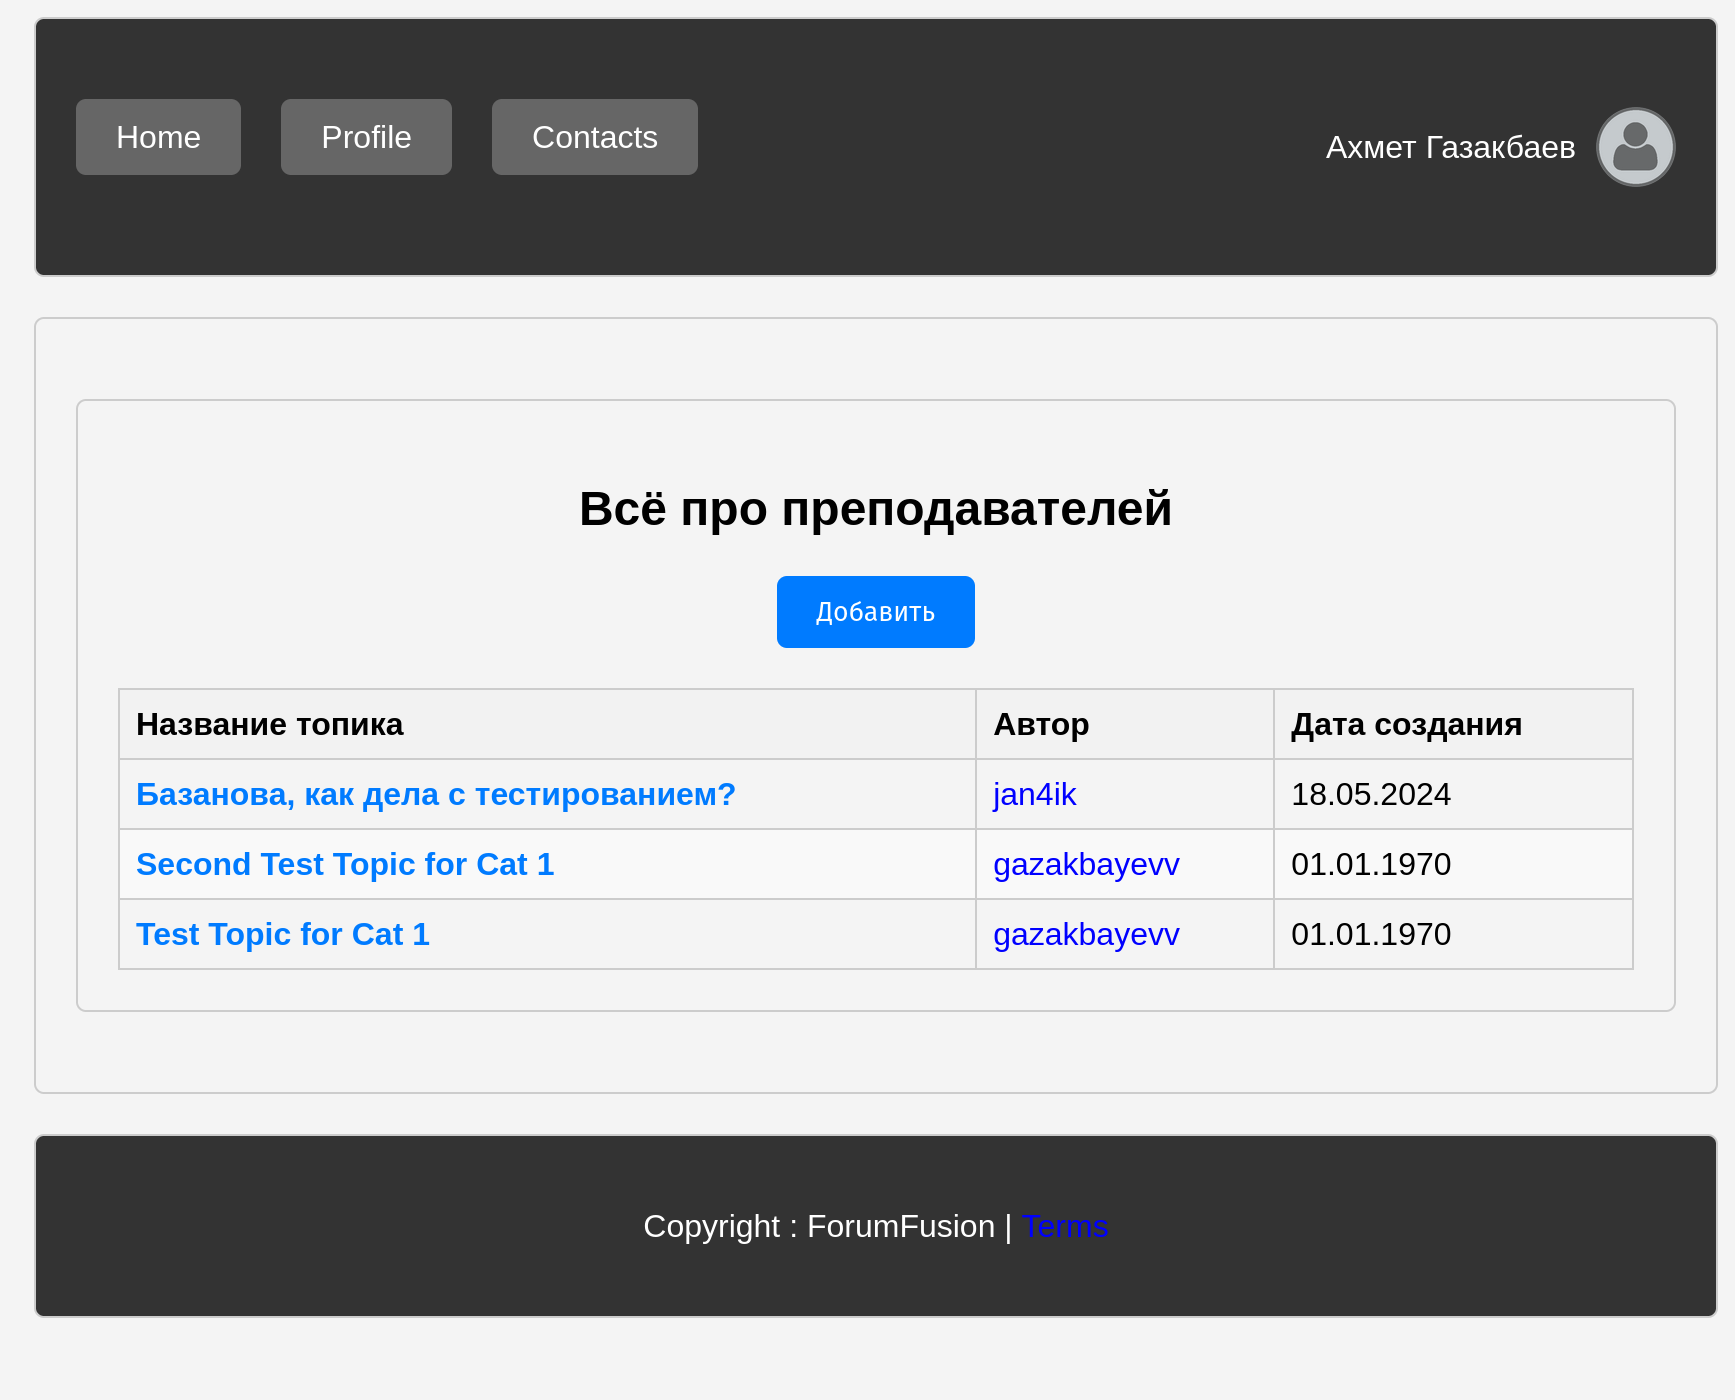 Home Profile Contacts Ахмет Газакбаев
Всё про преподавателей
Добавить
Название топика Автор Дата создания
Базанова, как дела с тестированием? jan4ik 18.05.2024
Second Test Topic for Cat 1 gazakbayevv 01.01.1970
Test Topic for Cat 1 gazakbayevv 01.01.1970
Copyright : ForumFusion | Terms